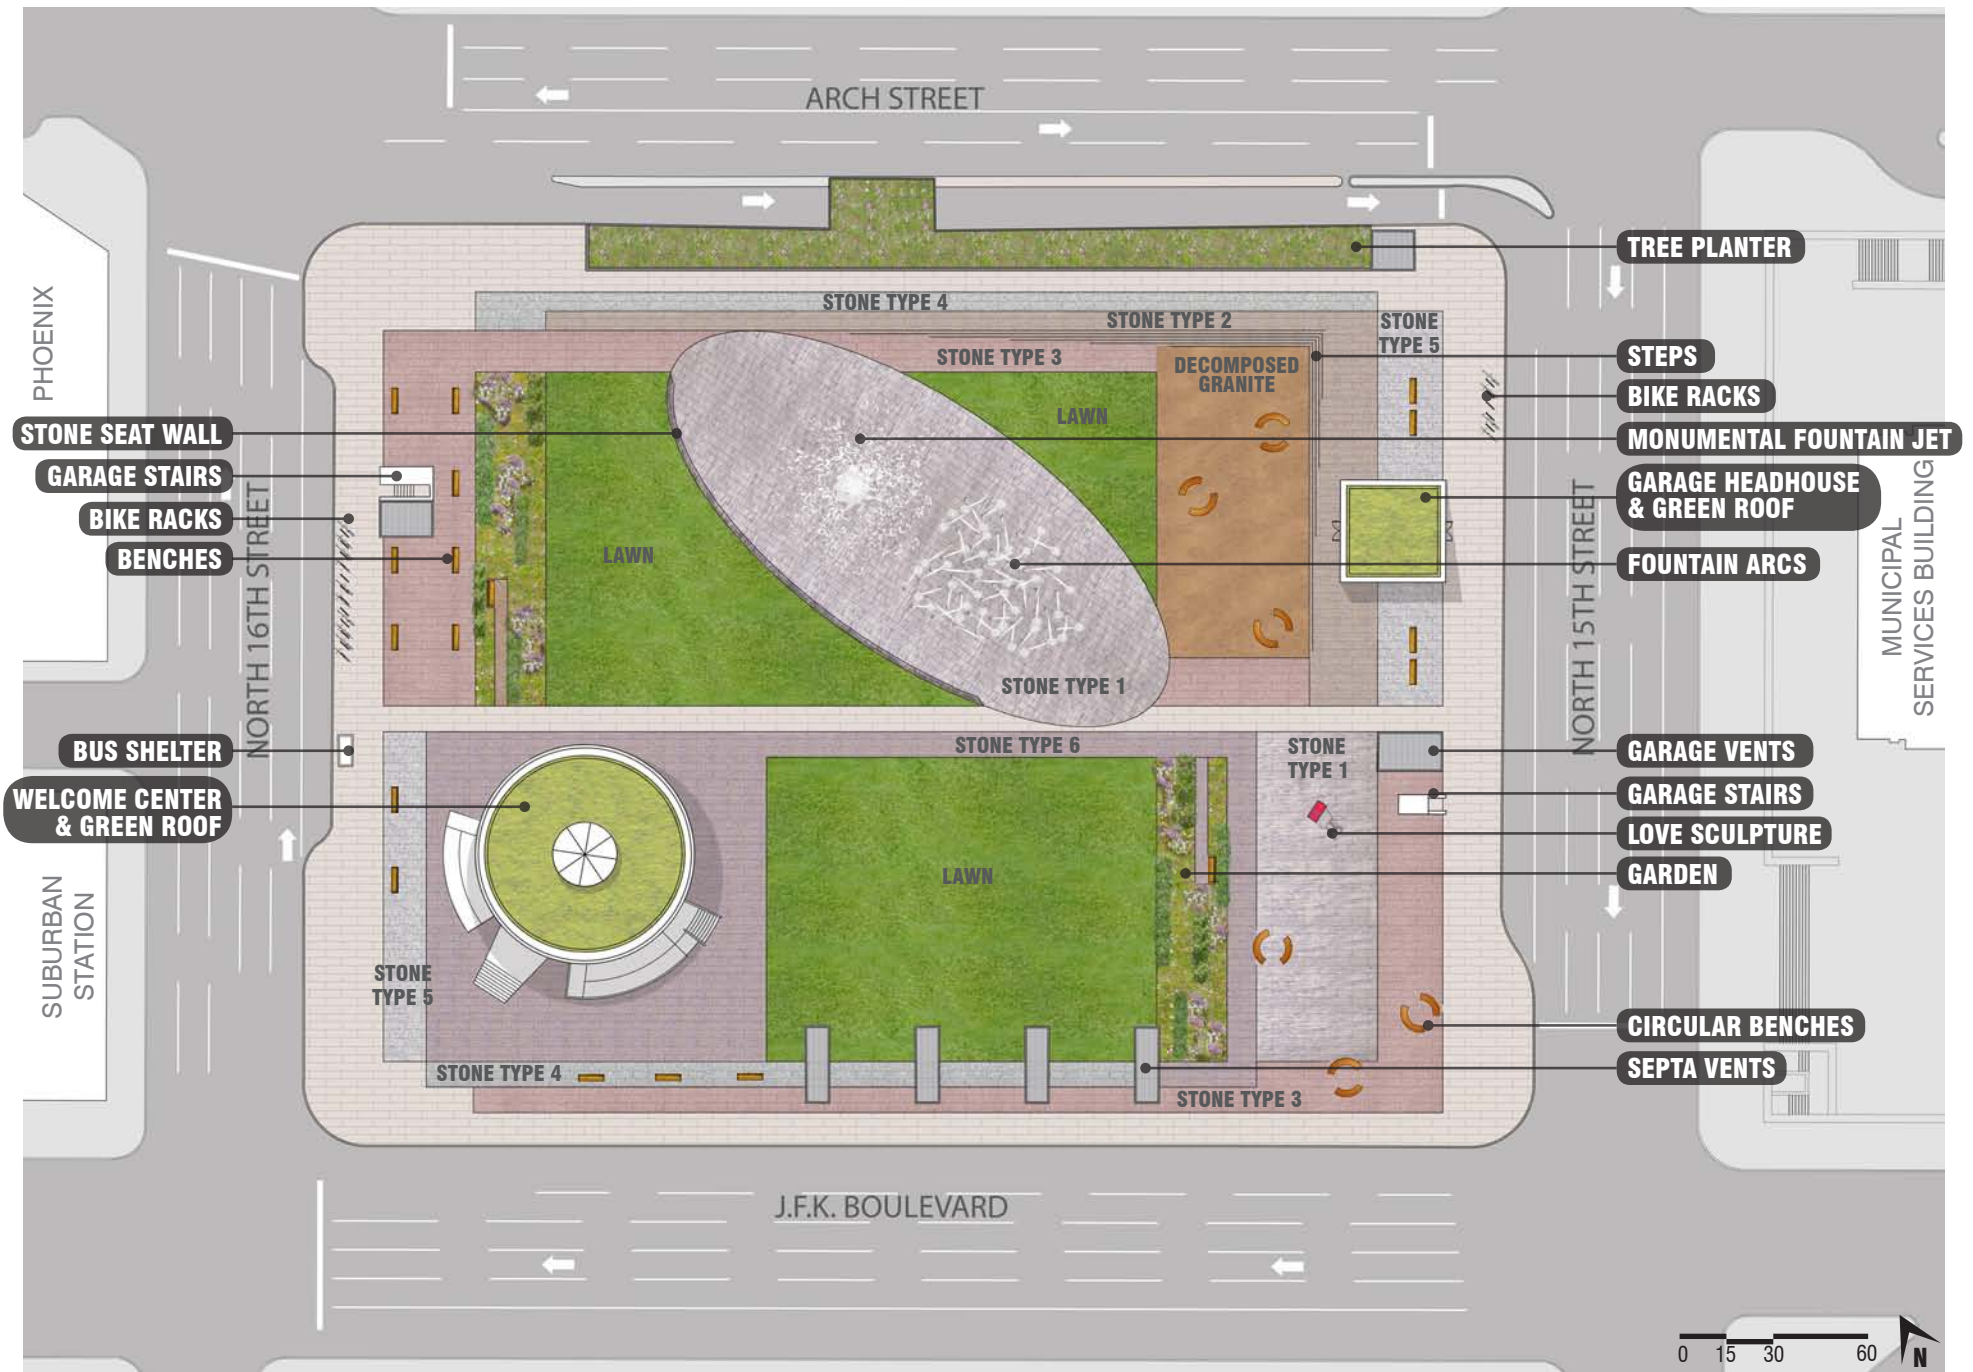 ARCH STREET
TREE PLANTER
STONE TYPE 4
STONE TYPE 2
STONE
TYPE 5
STONE TYPE 3
DECOMPOSED
GRANITE
STEPS
BIKE RACKS
LAWN
MONUMENTAL FOUNTAIN JET
GARAGE HEADHOUSE
& GREEN ROOF
FOUNTAIN ARCS
PHOENIX
STONE SEAT WALL
GARAGE STAIRS
BIKE RACKS
BENCHES
LAWN
NORTH 16TH STREET
NORTH 15TH STREET
MUNICIPAL
SERVICES BUILDING
STONE TYPE 1
BUS SHELTER
WELCOME CENTER
& GREEN ROOF
STONE TYPE 6
STONE
TYPE 1
GARAGE VENTS
GARAGE STAIRS
LOVE SCULPTURE
GARDEN
LAWN
SUBURBAN
STATION
STONE
TYPE 5
CIRCULAR BENCHES
SEPTA VENTS
STONE TYPE 4
STONE TYPE 3
J.F.K. BOULEVARD
0 15 30 60 N